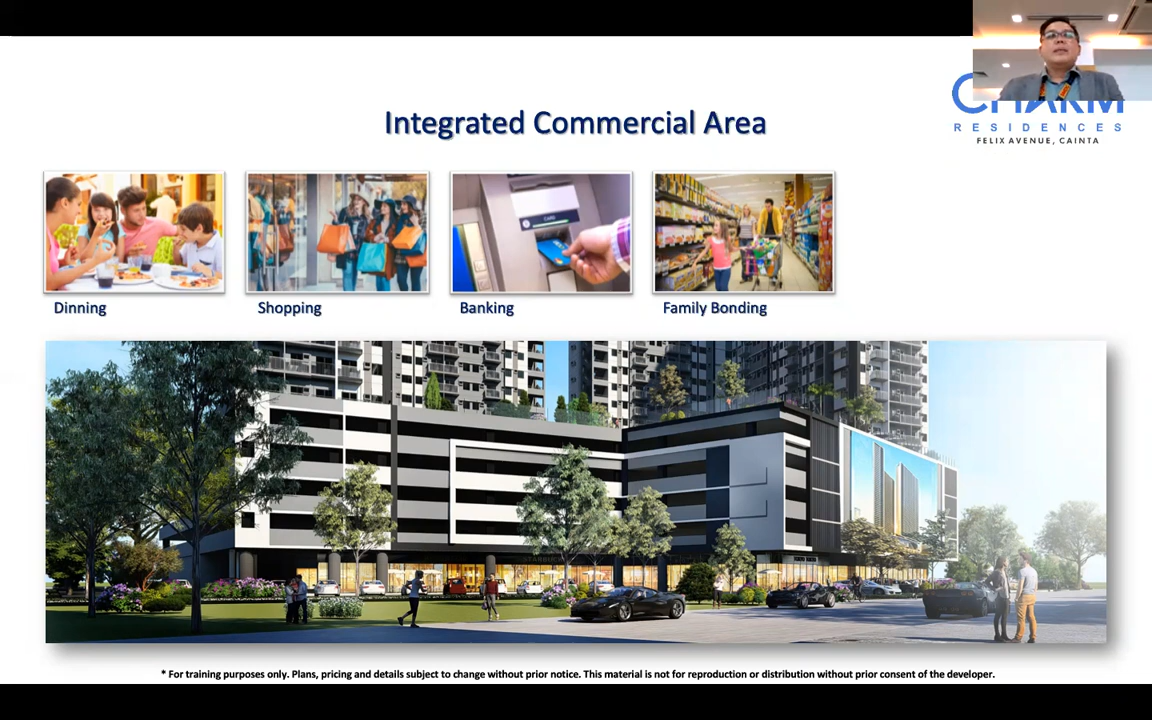 Integrated Commercial Area
CHARM
RESIDENCES
FELIX AVENUE, CAINTA
Dinning
Shopping
Banking
Family Bonding
* For training purposes only. Plans, pricing and details subject to change without prior notice. This material is not for reproduction or distribution without prior consent of the developer.